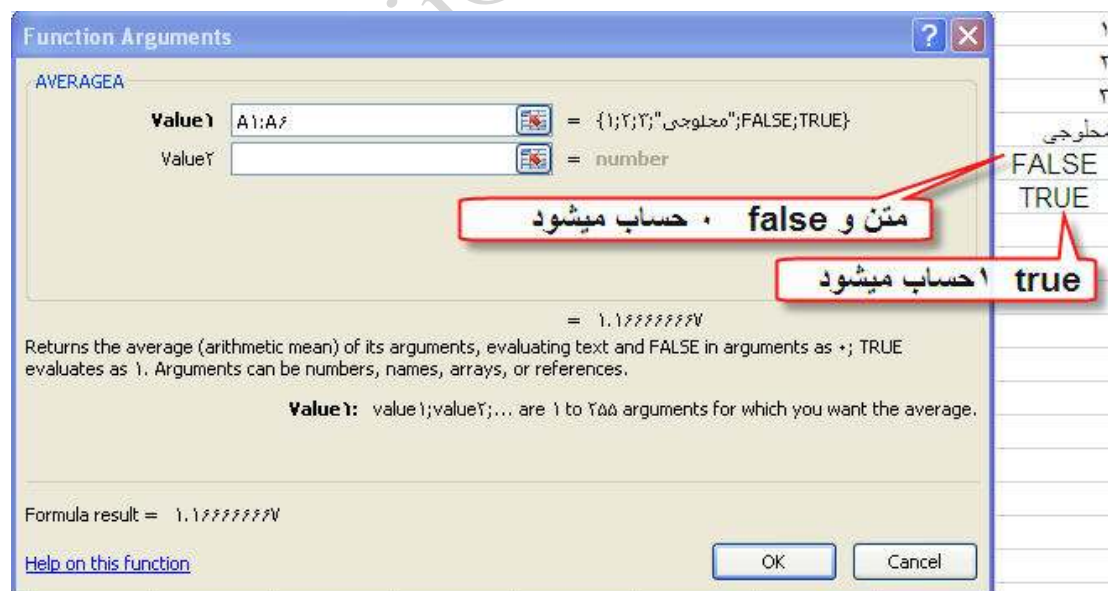 Function Arguments
AVERAGEA
Value۱ A۱:A۶ = {۱;۲;۳;"محلوجی";FALSE;TRUE}
Value۲ = number
متن و false ۰ حساب میشود
true ۱حساب میشود
= ۱.۱۶۶۶۶۶۶۶۷
Returns the average (arithmetic mean) of its arguments, evaluating text and FALSE in arguments as ۰; TRUE
evaluates as ۱. Arguments can be numbers, names, arrays, or references.
Value۱: value۱;value۲;... are ۱ to ۲۵۵ arguments for which you want the average.
Formula result = ۱.۱۶۶۶۶۶۶۶۷
Help on this function
OK Cancel
۱
۲
۳
محلوجی
FALSE
TRUE